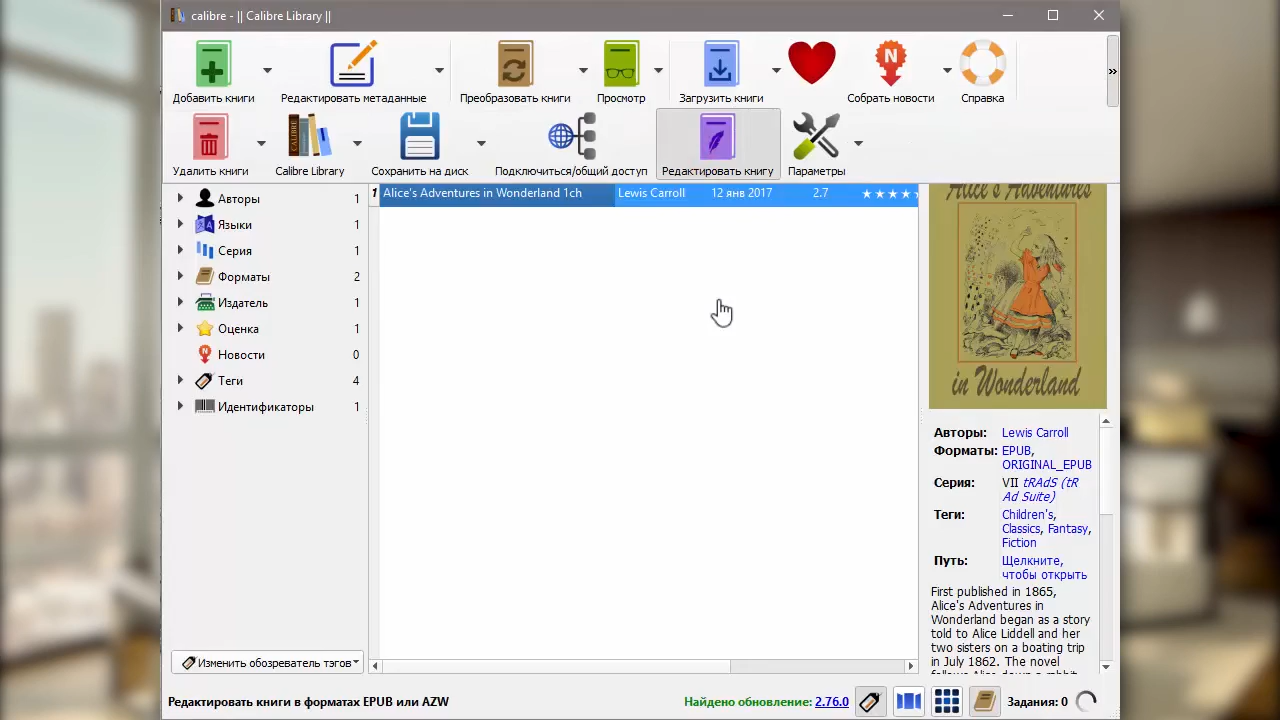 calibre - || Calibre Library ||
Добавить книги
Редактировать метаданные
Преобразовать книги
Просмотр
Загрузить книги
Собрать новости
Справка
»
Удалить книги
Calibre Library
Сохранить на диск
Подключиться/общий доступ
Редактировать книгу
Параметры
Авторы 1
Языки 1
Серия 1
Форматы 2
Издатель 1
Оценка 1
Новости 0
Теги 4
Идентификаторы 1
Изменить обозреватель тэгов
1 Alice's Adventures in Wonderland 1ch Lewis Carroll 12 янв 2017 2.7 ★★★★
Alice's Adventures
in Wonderland
Авторы: Lewis Carroll
Форматы: EPUB,
ORIGINAL_EPUB
Серия: VII tRAdS (tR
Ad Suite)
Теги: Children's,
Classics, Fantasy,
Fiction
Путь: Щелкните,
чтобы открыть
First published in 1865,
Alice's Adventures in
Wonderland began as a story
told to Alice Liddell and her
two sisters on a boating trip
in July 1862. The novel
Редактировать книги в форматах EPUB или AZW
Найдено обновление: 2.76.0
Задания: 0